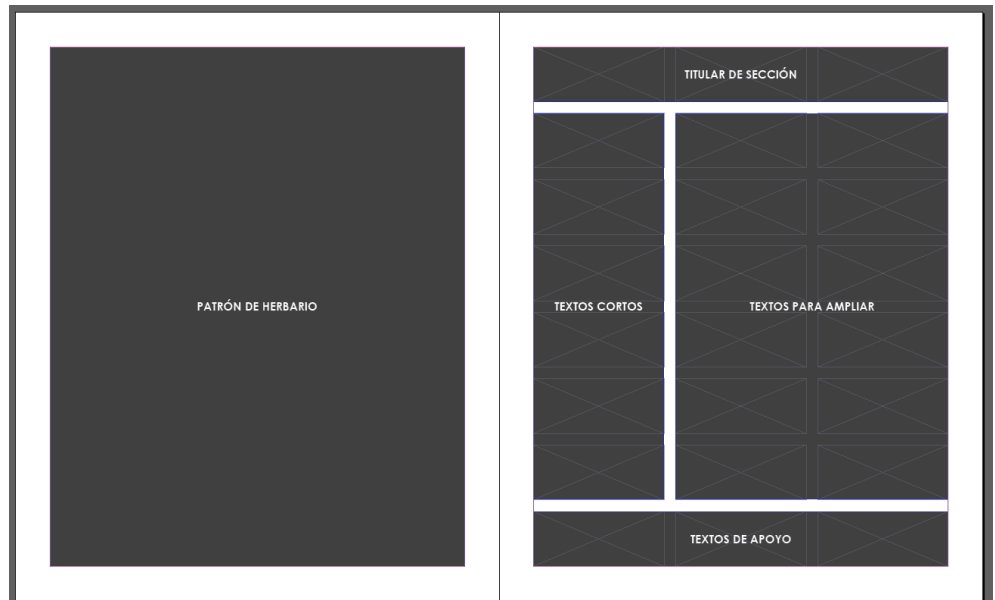 PATRÓN DE HERBARIO
TITULAR DE SECCIÓN
TEXTOS CORTOS
TEXTOS PARA AMPLIAR
TEXTOS DE APOYO